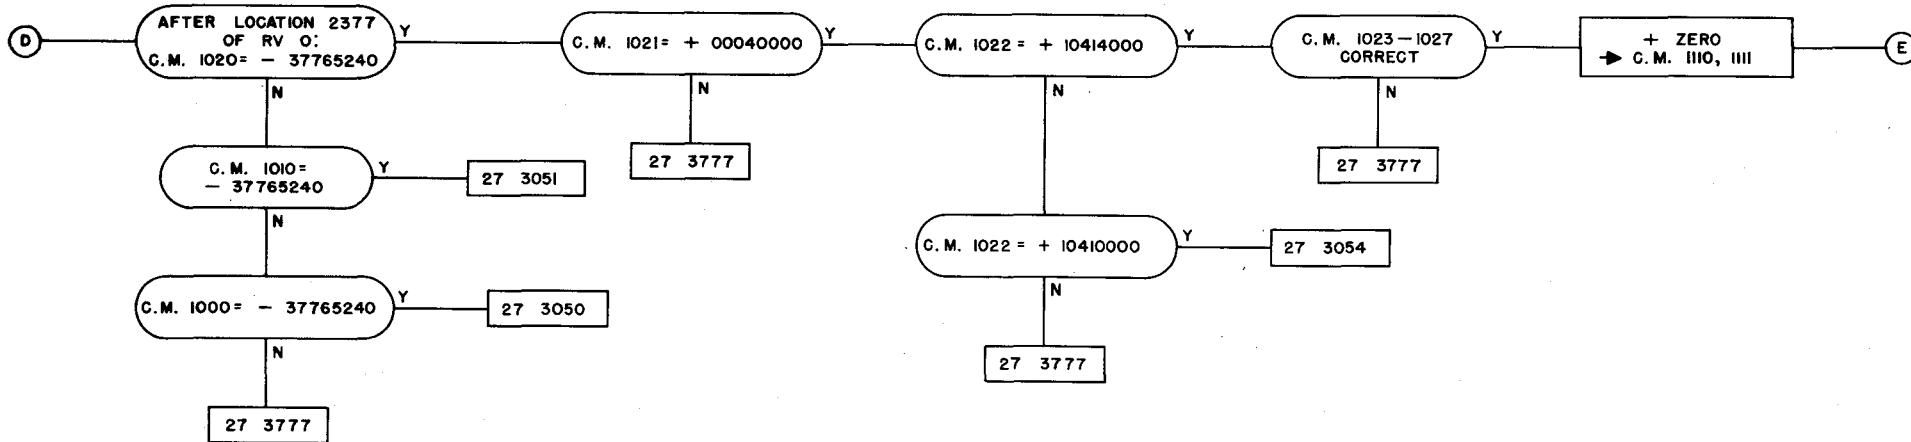 D
AFTER LOCATION 2377
OF RV 0:
C.M. 1020= - 37765240
Y
N
C.M. 1021= + 00040000
Y
N
27 3777
C.M. 1022= + 10414000
Y
N
C.M. 1023-1027
CORRECT
Y
N
27 3777
+ ZERO
→ C.M. 1110, 1111
E
C.M. 1010=
- 37765240
Y
N
27 3051
C.M. 1022= + 10410000
Y
N
27 3054
C.M. 1000= - 37765240
Y
N
27 3050
27 3777
27 3777